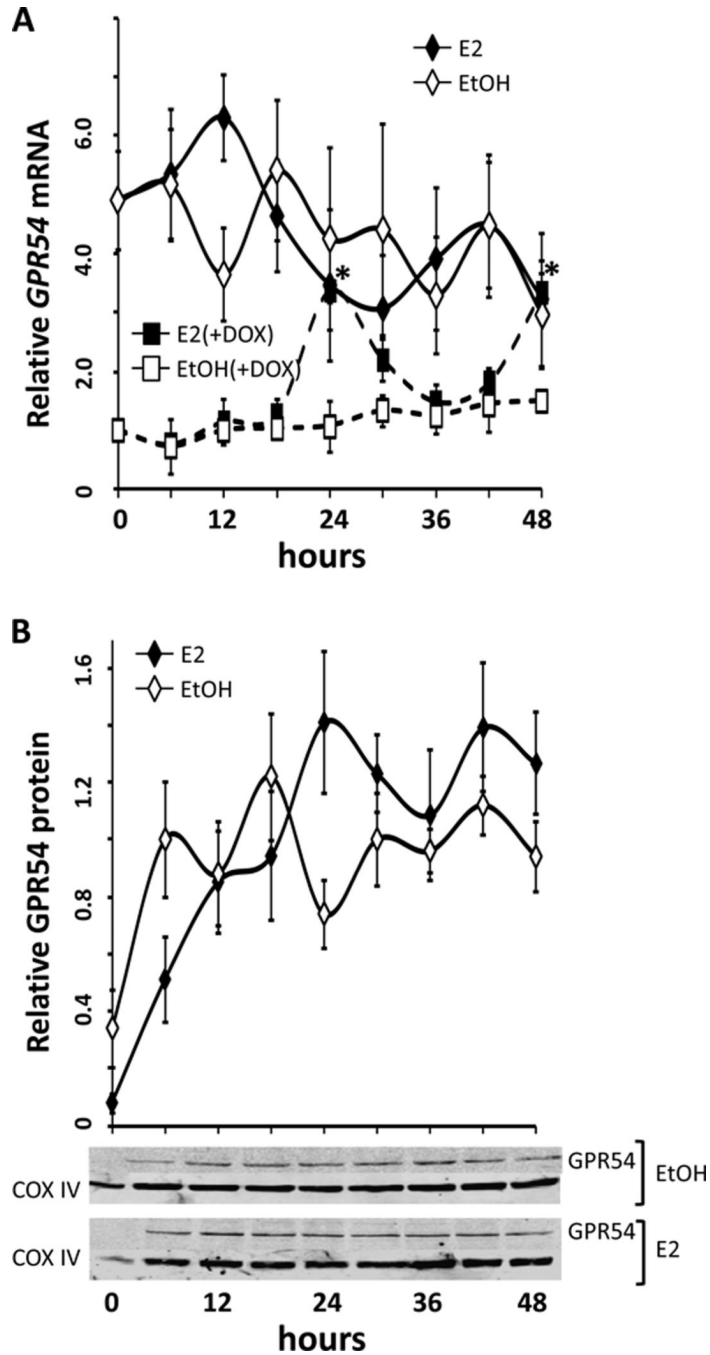 A
E2
EtOH
Relative GPR54 mRNA
6.0
4.0
2.0
0
*
*
E2(+DOX)
EtOH(+DOX)
0 12 24 36 48
hours
B
E2
EtOH
Relative GPR54 protein
1.6
1.2
0.8
0.4
0
GPR54
COX IV
EtOH
GPR54
COX IV
E2
0 12 24 36 48
hours